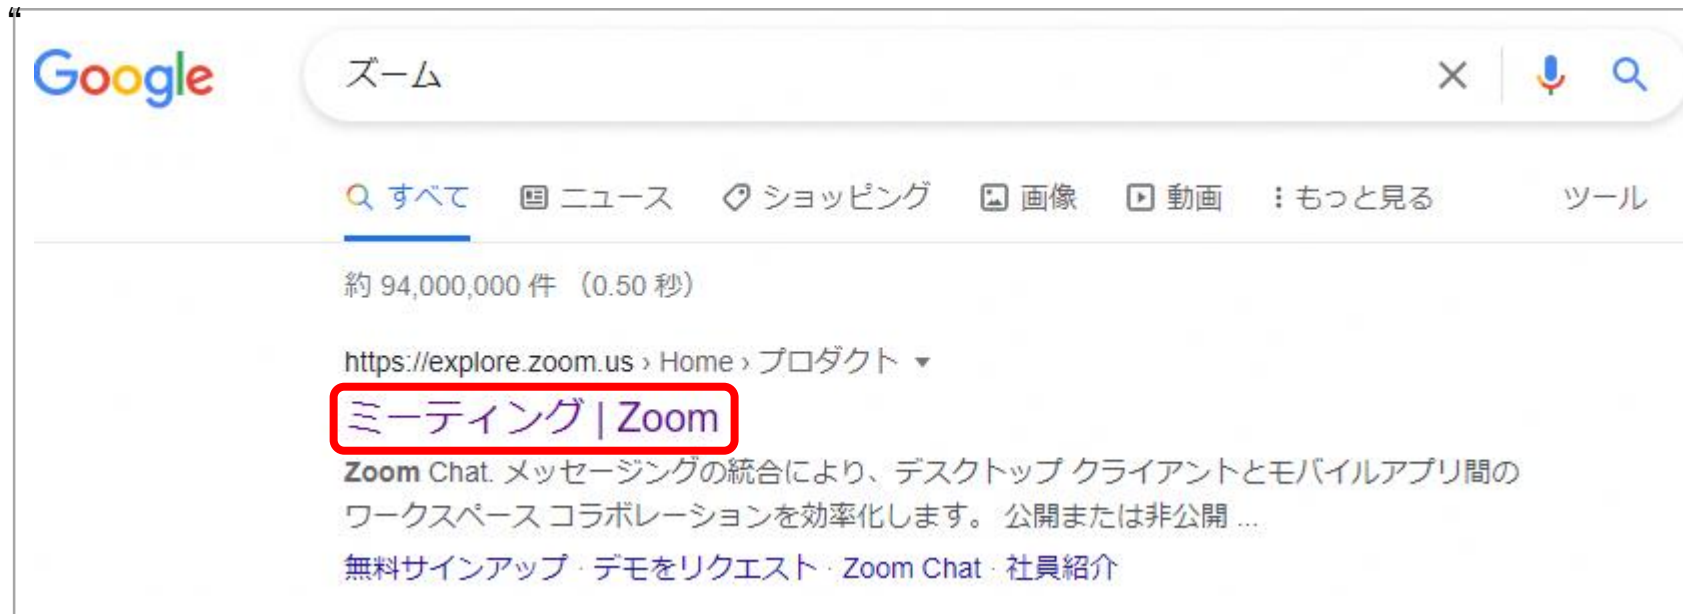 “
Google ズーム
すべて ニュース ショッピング 画像 動画 もっと見る ツール
約 94,000,000 件 （0.50 秒）
https://explore.zoom.us › Home › プロダクト
ミーティング | Zoom
Zoom Chat. メッセージングの統合により、デスクトップ クライアントとモバイルアプリ間の
ワークスペース コラボレーションを効率化します。 公開または非公開 ...
無料サインアップ · デモをリクエスト · Zoom Chat · 社員紹介